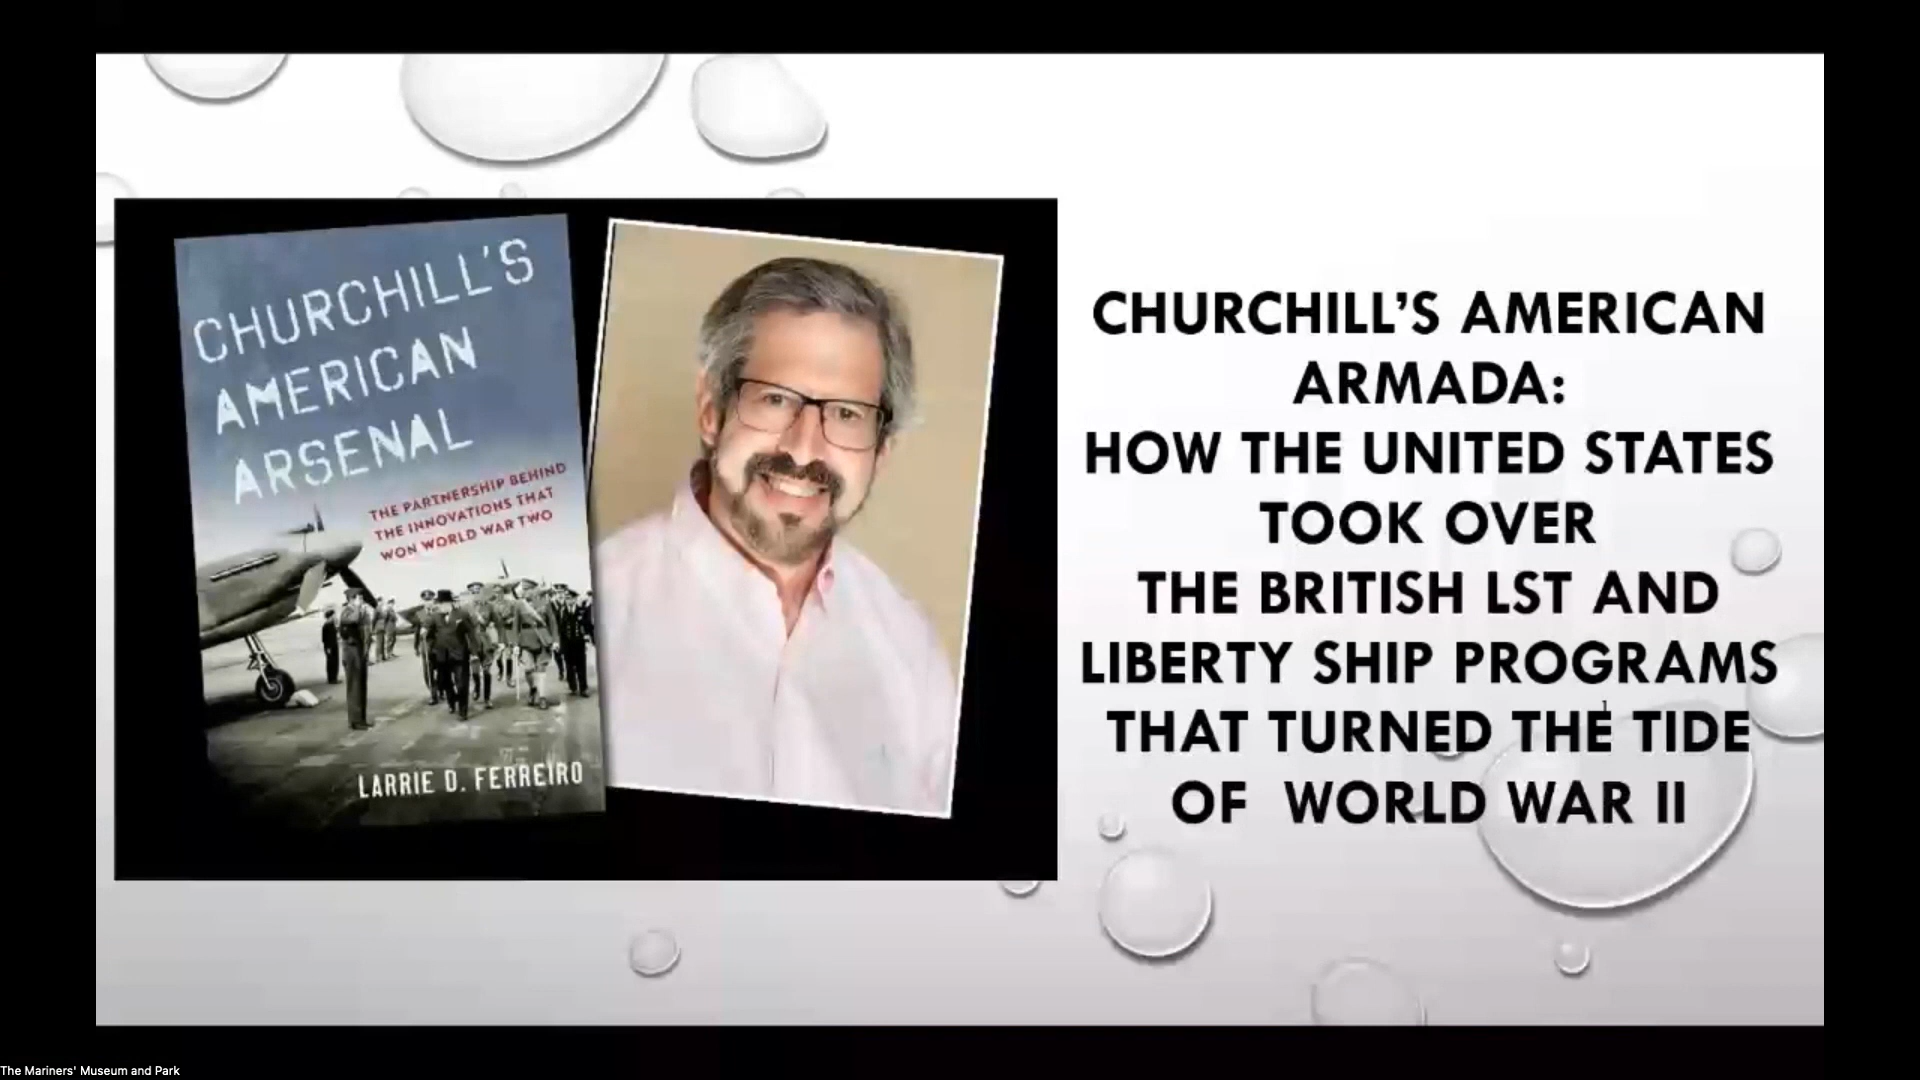 CHURCHILL'S
AMERICAN
ARSENAL
THE PARTNERSHIP BEHIND
THE INNOVATIONS THAT
WON WORLD WAR TWO
LARRIE D. FERREIRO
CHURCHILL'S AMERICAN
ARMADA:
HOW THE UNITED STATES
TOOK OVER
THE BRITISH LST AND
LIBERTY SHIP PROGRAMS
THAT TURNED THE TIDE
OF WORLD WAR II
1
The Mariners' Museum and Park